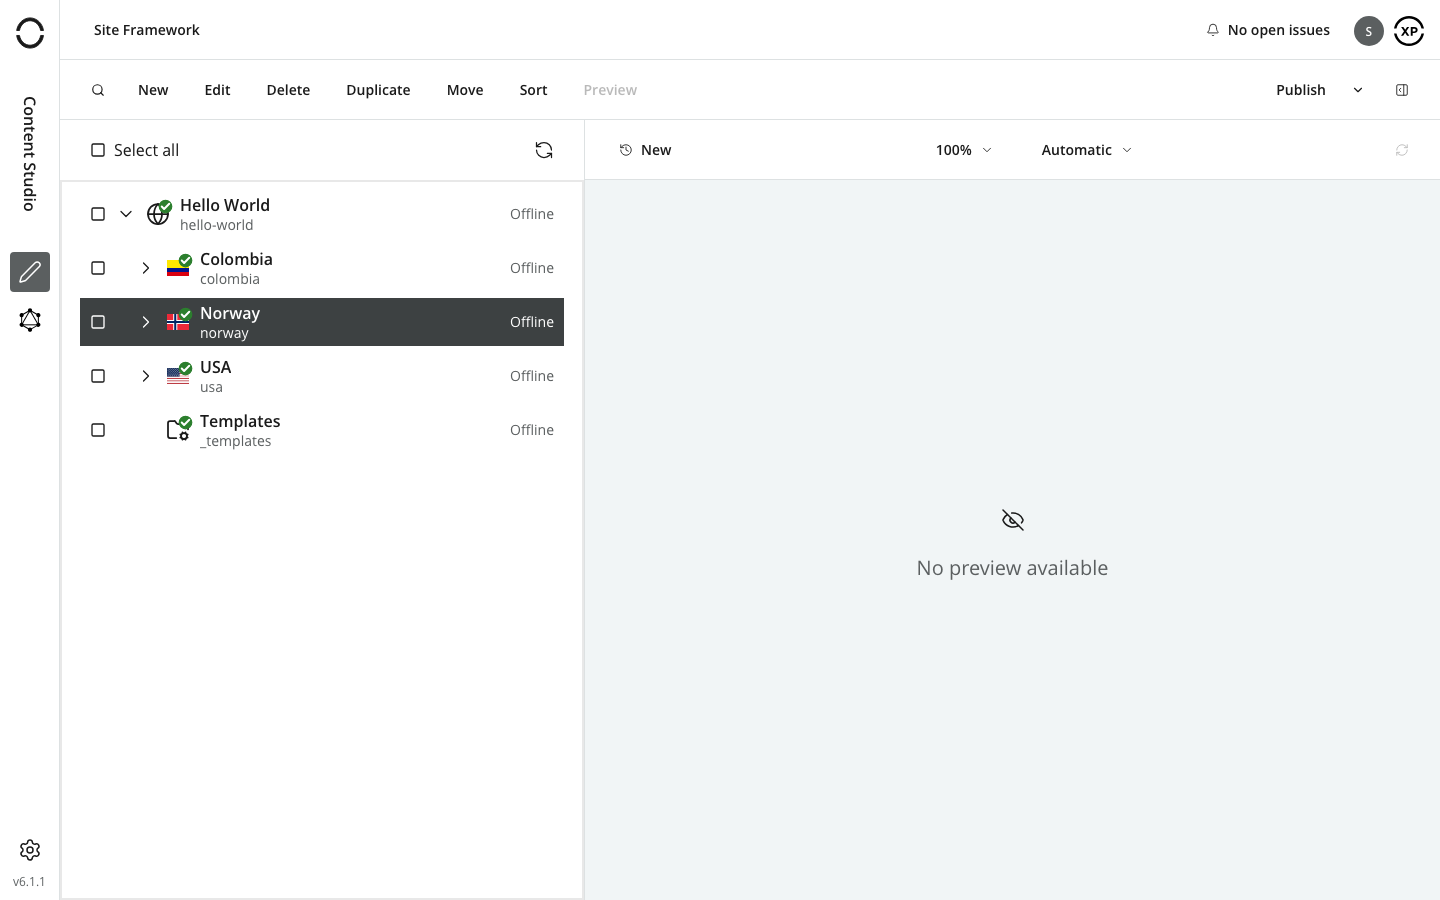 Site Framework
No open issues
S
XP
Content Studio
New
Edit
Delete
Duplicate
Move
Sort
Preview
Publish
Select all
New
100%
Automatic
Hello World
hello-world
Offline
Colombia
colombia
Offline
Norway
norway
Offline
USA
usa
Offline
Templates
_templates
Offline
No preview available
v6.1.1